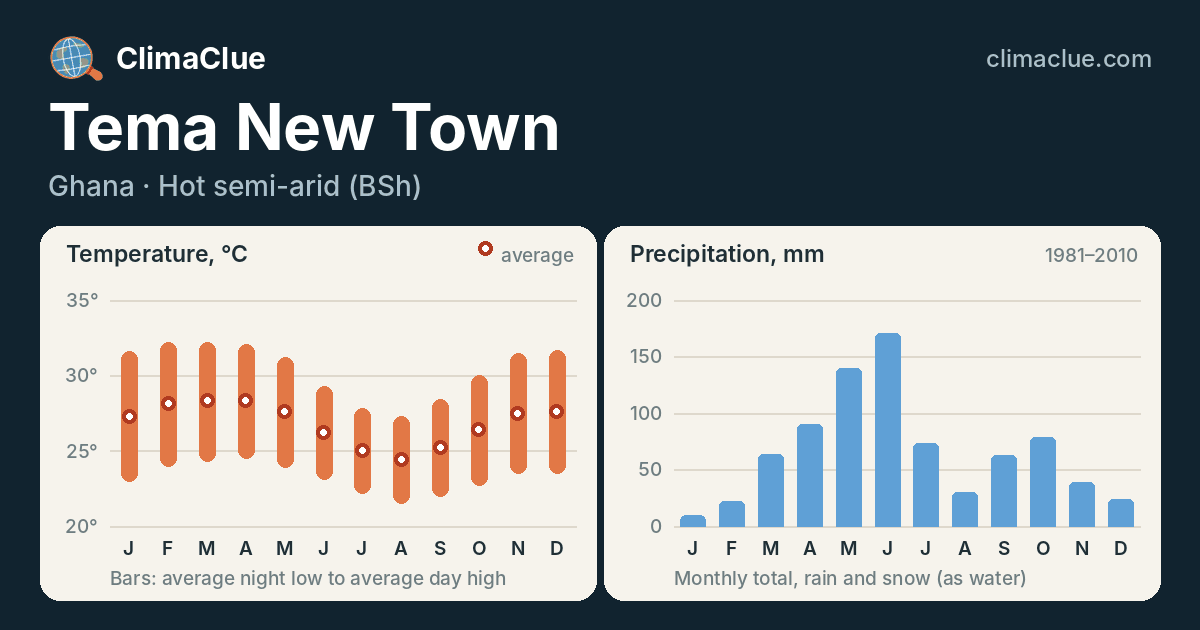 ClimaClue
climaclue.com
Tema New Town
Ghana · Hot semi-arid (BSh)
Temperature, °C
average
35°
30°
25°
20°
J F M A M J J A S O N D
Bars: average night low to average day high
Precipitation, mm
1981–2010
200
150
100
50
0
J F M A M J J A S O N D
Monthly total, rain and snow (as water)